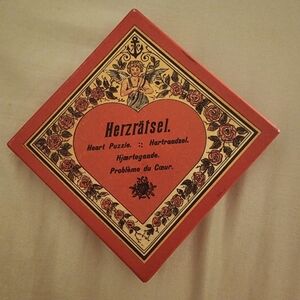 Herzrätsel.
Heart Puzzle. :: Hartraadsel.
Hjærtegaade.
Problème du Cœur.